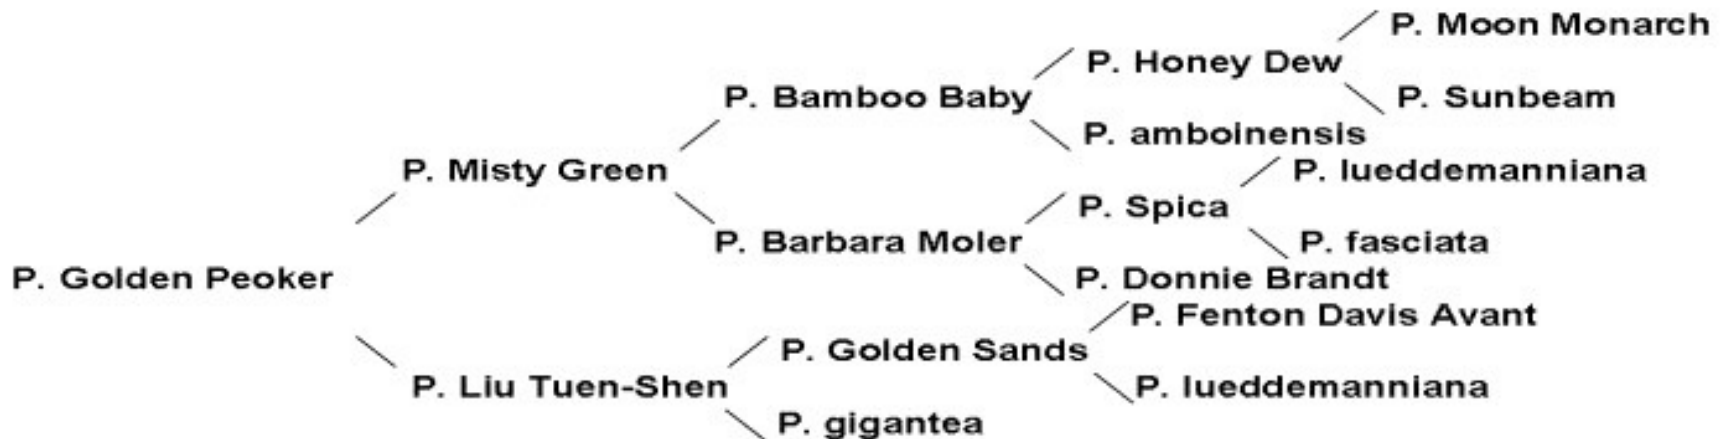 P. Moon Monarch
P. Honey Dew
P. Bamboo Baby
P. Sunbeam
P. amboinensis
P. Misty Green
P. lueddemanniana
P. Spica
P. Barbara Moler
P. fasciata
P. Golden Peoker
P. Donnie Brandt
P. Fenton Davis Avant
P. Golden Sands
P. Liu Tuen-Shen
P. lueddemanniana
P. gigantea